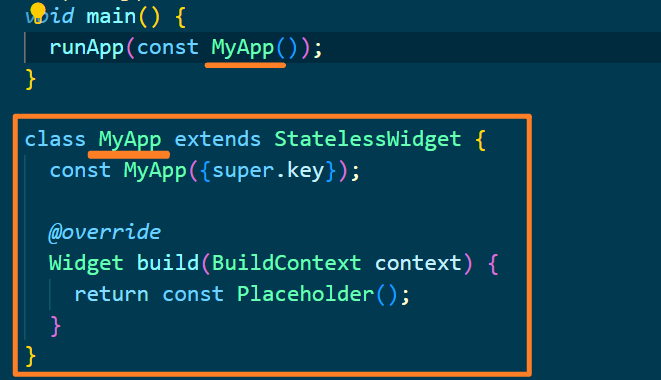 void main() {
  runApp(const MyApp());
}
class MyApp extends StatelessWidget {
  const MyApp({super.key});
  @override
  Widget build(BuildContext context) {
    return const Placeholder();
  }
}